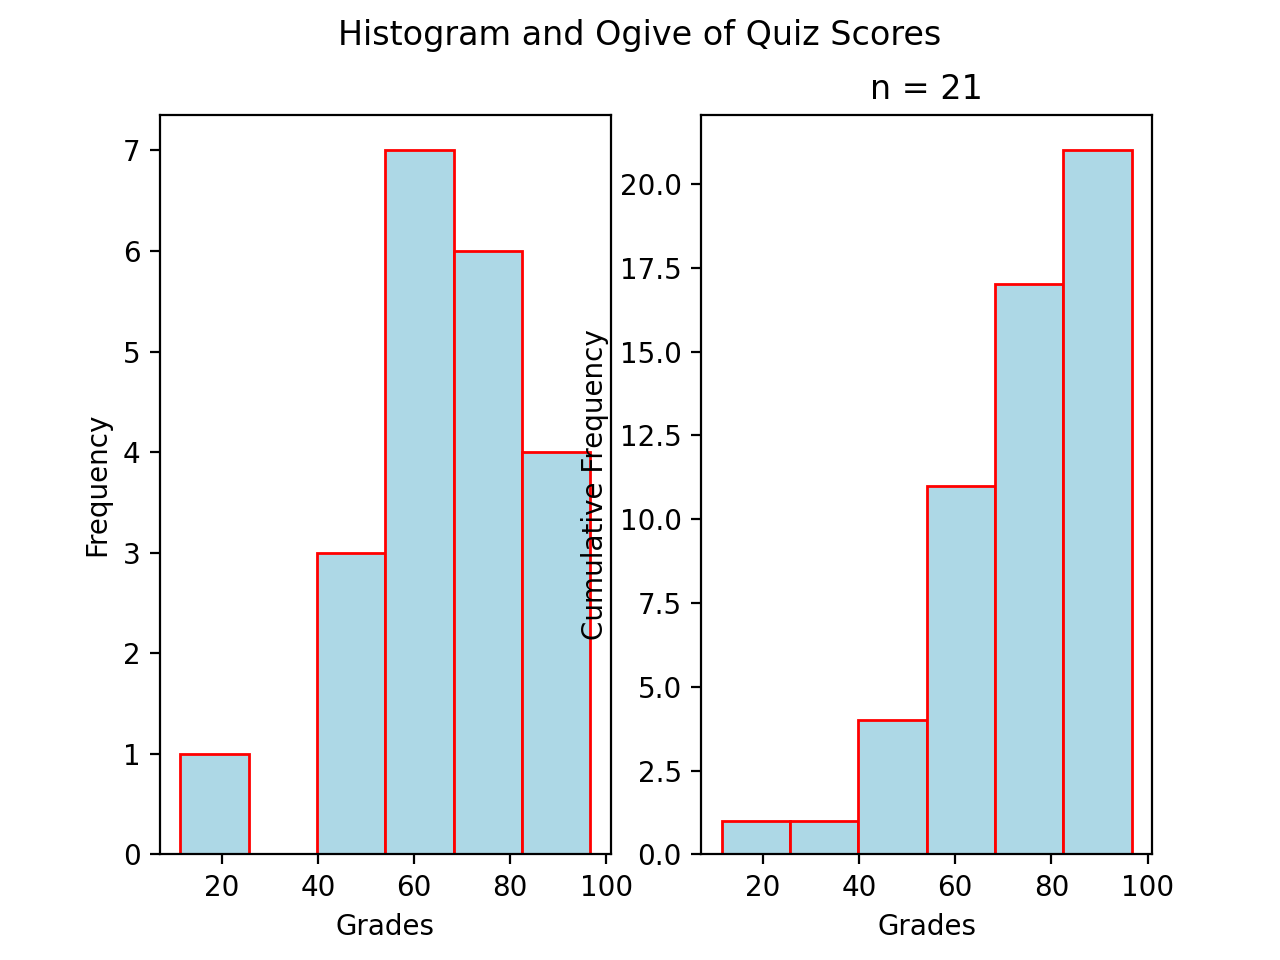 Histogram and Ogive of Quiz Scores
n = 21
7
6
5
4
3
2
1
0
Frequency
20 40 60 80 100
Grades
20.0
17.5
15.0
12.5
10.0
7.5
5.0
2.5
0.0
Cumulative Frequency
20 40 60 80 100
Grades